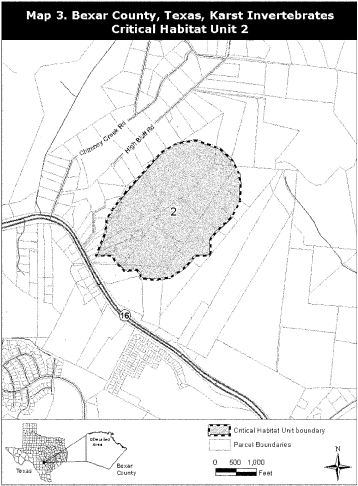 Map 3. Bexar County, Texas, Karst Invertebrates
Critical Habitat Unit 2
Chimney Creek Rd
High Bluff Rd
2
16
Detailed
Area
Texas
Bexar
County
Critical Habitat Unit boundary
Parcel Boundaries
0 500 1,000
Feet
N